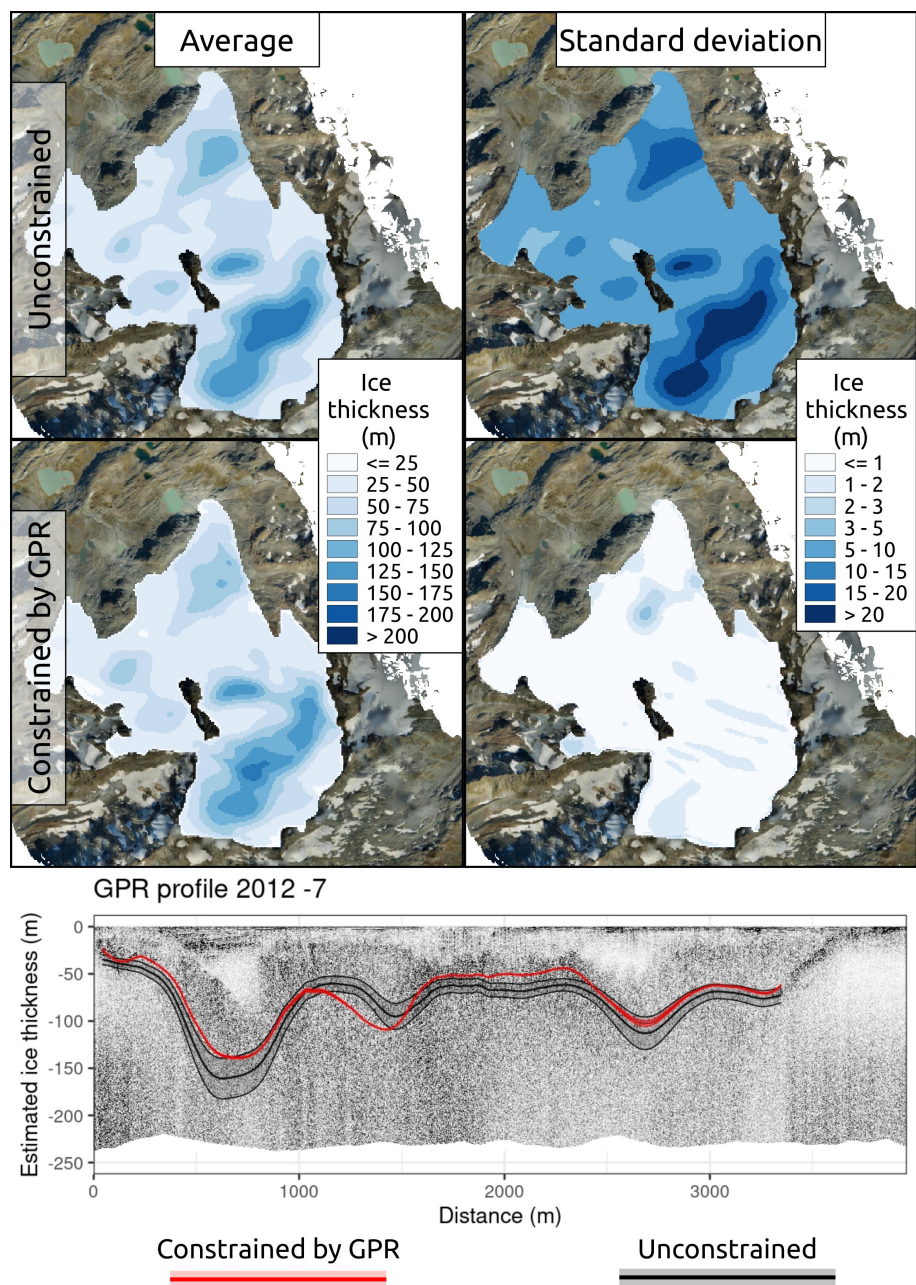 Average
Standard deviation
Unconstrained
Ice
thickness
(m)
<= 25
25 - 50
50 - 75
75 - 100
100 - 125
125 - 150
150 - 175
175 - 200
> 200
Ice
thickness
(m)
<= 1
1 - 2
2 - 3
3 - 5
5 - 10
10 - 15
15 - 20
> 20
Constrained by GPR
GPR profile 2012 -7
Estimated ice thickness (m)
0
-50
-100
-150
-200
-250
0
1000
2000
3000
Distance (m)
Constrained by GPR
Unconstrained